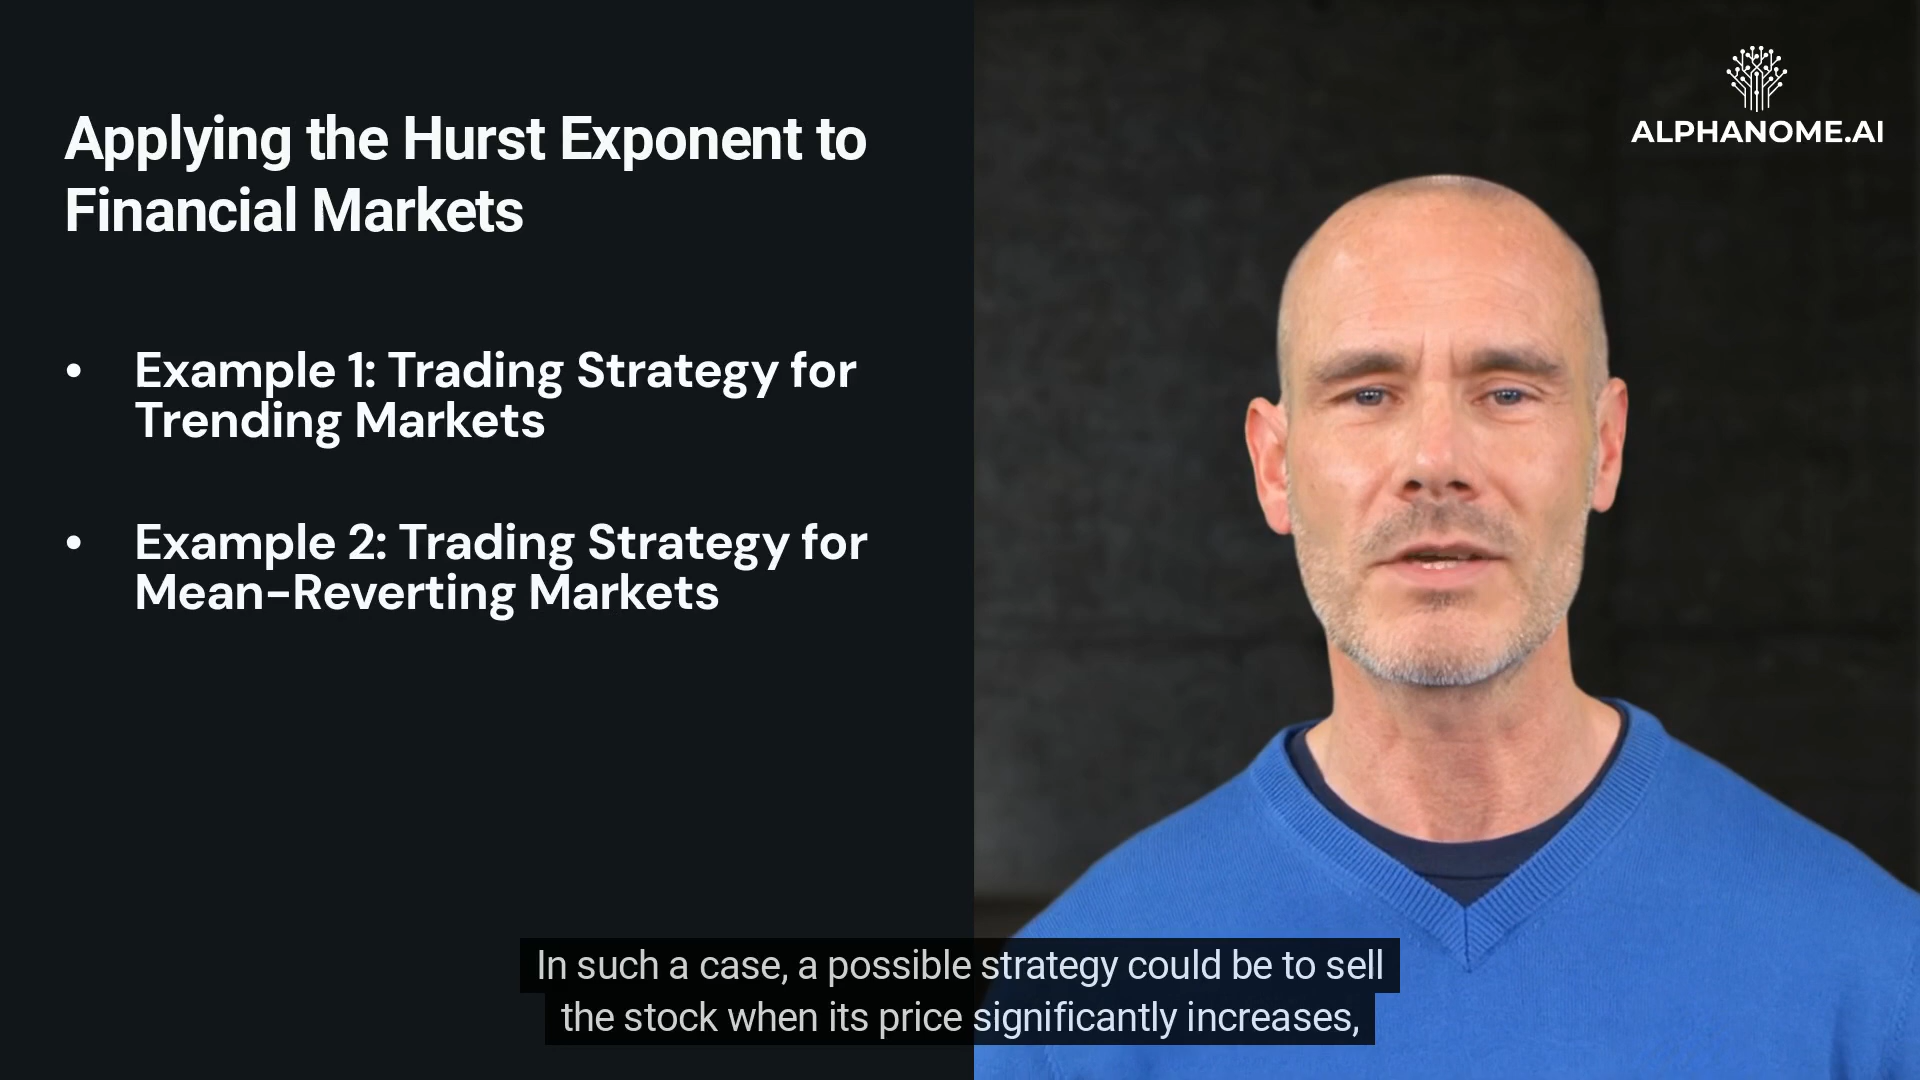 Applying the Hurst Exponent to
Financial Markets
• Example 1: Trading Strategy for
Trending Markets
• Example 2: Trading Strategy for
Mean-Reverting Markets
ALPHANOME.AI
In such a case, a possible strategy could be to sell
the stock when its price significantly increases,